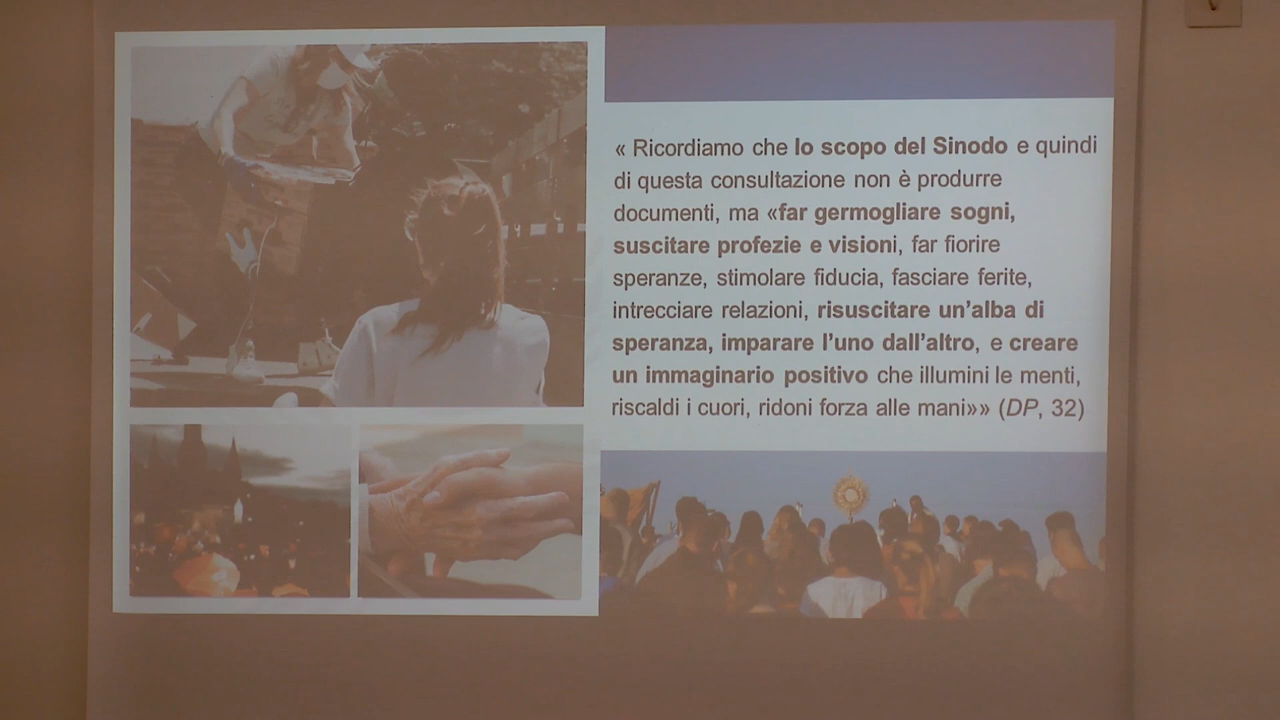 « Ricordiamo che lo scopo del Sinodo e quindi
di questa consultazione non è produrre
documenti, ma «far germogliare sogni,
suscitare profezie e visioni, far fiorire
speranze, stimolare fiducia, fasciare ferite,
intrecciare relazioni, risuscitare un’alba di
speranza, imparare l’uno dall’altro, e creare
un immaginario positivo che illumini le menti,
riscaldi i cuori, ridoni forza alle mani»» (DP, 32)